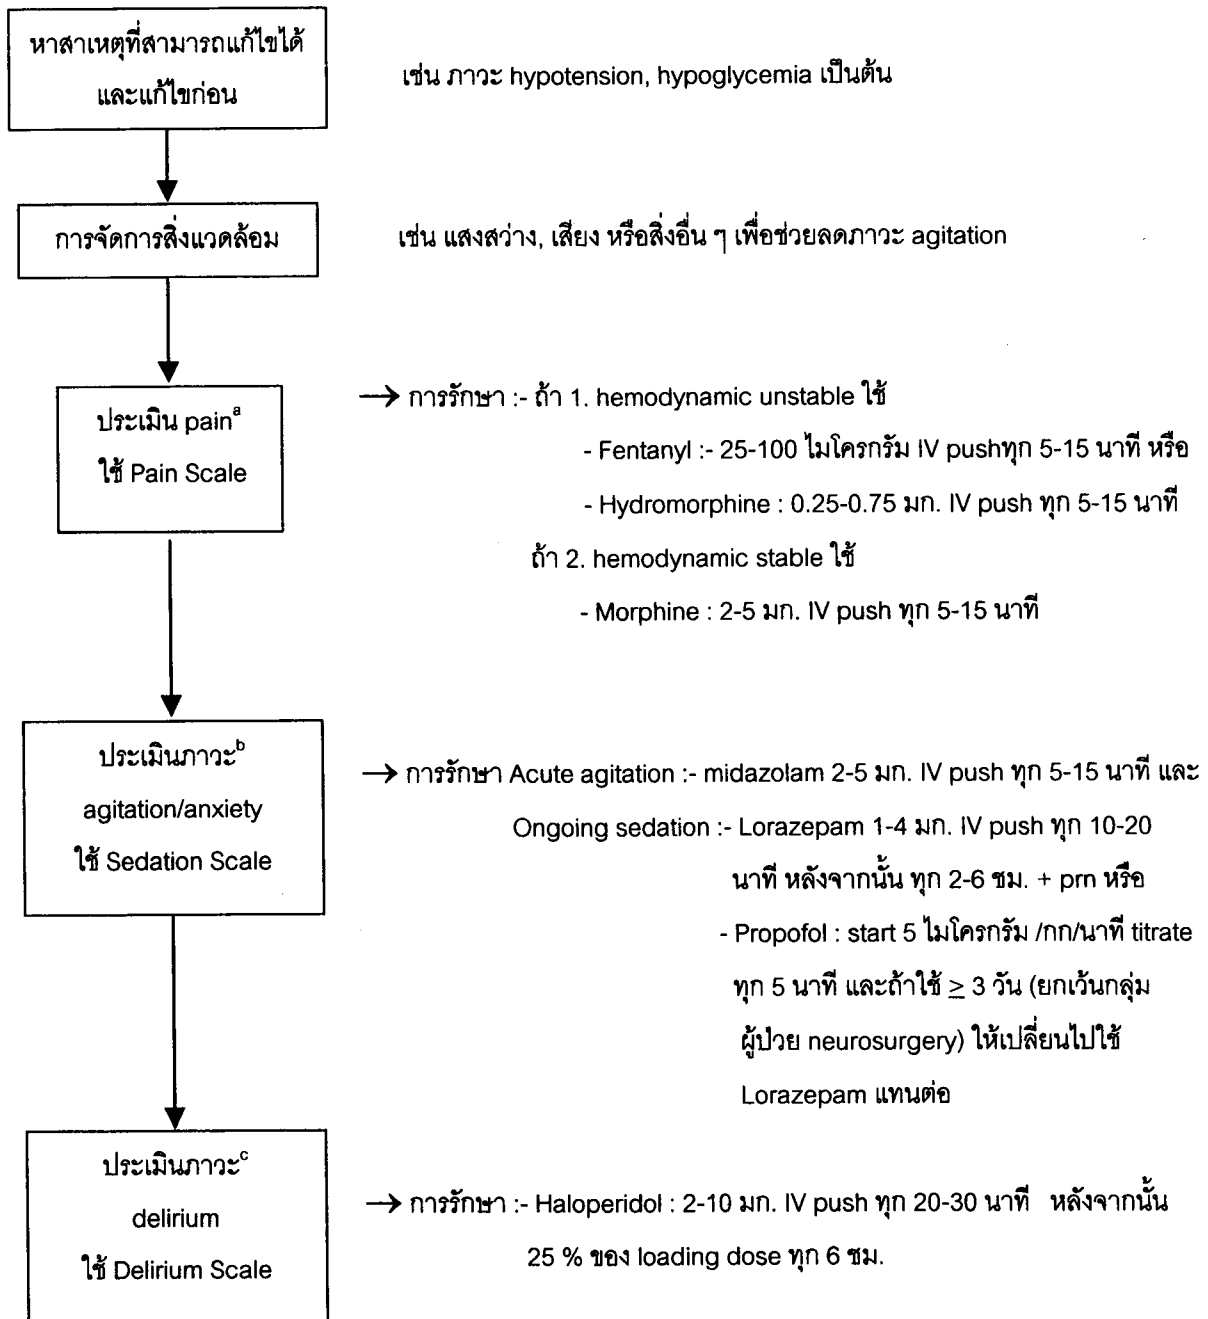 หาสาเหตุที่สามารถแก้ไขได้
และแก้ไขก่อน
เช่น ภาวะ hypotension, hypoglycemia เป็นต้น
การจัดการสิ่งแวดล้อม
เช่น แสงสว่าง, เสียง หรือสิ่งอื่น ๆ เพื่อช่วยลดภาวะ agitation
ประเมิน painᵃ
ใช้ Pain Scale
→ การรักษา :- ถ้า 1. hemodynamic unstable ใช้
- Fentanyl :- 25-100 ไมโครกรัม IV pushทุก 5-15 นาที หรือ
- Hydromorphine : 0.25-0.75 มก. IV push ทุก 5-15 นาที
ถ้า 2. hemodynamic stable ใช้
- Morphine : 2-5 มก. IV push ทุก 5-15 นาที
ประเมินภาวะᵇ
agitation/anxiety
ใช้ Sedation Scale
→ การรักษา Acute agitation :- midazolam 2-5 มก. IV push ทุก 5-15 นาที และ
Ongoing sedation :- Lorazepam 1-4 มก. IV push ทุก 10-20
นาที หลังจากนั้น ทุก 2-6 ชม. + prn หรือ
- Propofol : start 5 ไมโครกรัม /กก/นาที titrate
ทุก 5 นาที และถ้าใช้ ≥ 3 วัน (ยกเว้นกลุ่ม
ผู้ป่วย neurosurgery) ให้เปลี่ยนไปใช้
Lorazepam แทนต่อ
ประเมินภาวะᶜ
delirium
ใช้ Delirium Scale
→ การรักษา :- Haloperidol : 2-10 มก. IV push ทุก 20-30 นาที หลังจากนั้น
25 % ของ loading dose ทุก 6 ชม.